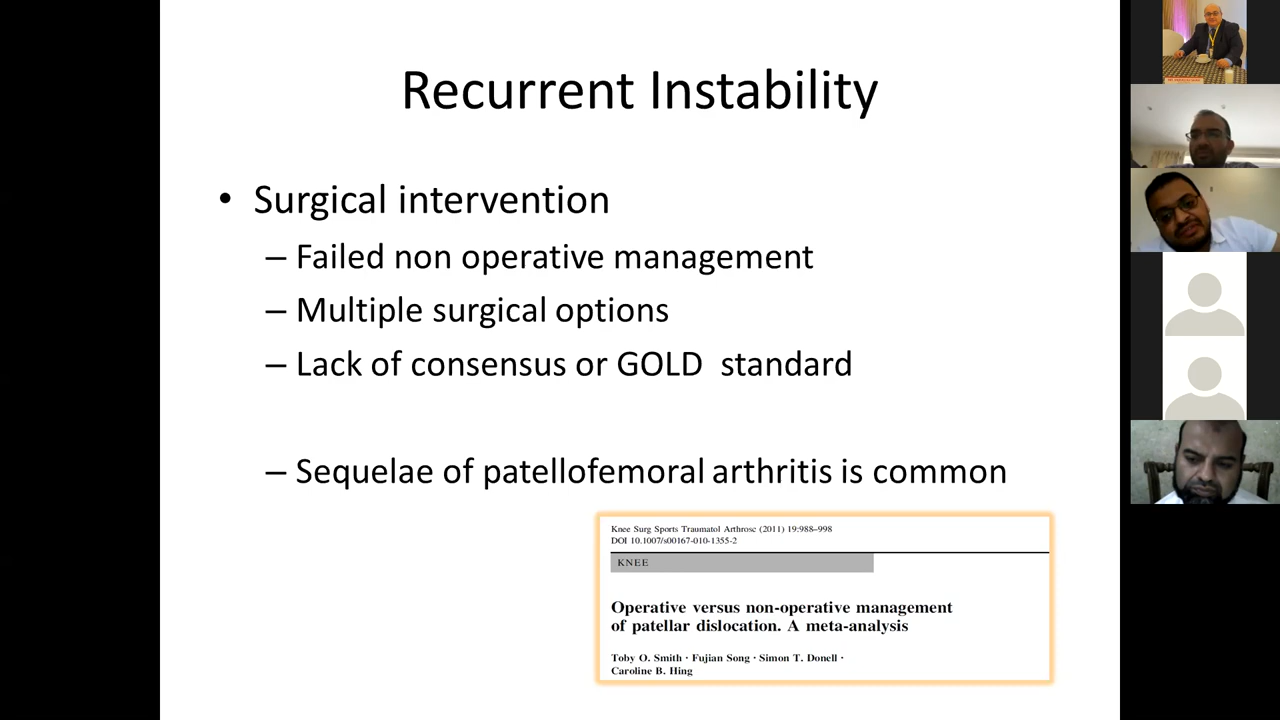 Recurrent Instability
• Surgical intervention
– Failed non operative management
– Multiple surgical options
– Lack of consensus or GOLD standard
– Sequelae of patellofemoral arthritis is common
Knee Surg Sports Traumatol Arthrosc (2011) 19:988–998
DOI 10.1007/s00167-010-1355-2
KNEE
Operative versus non-operative management
of patellar dislocation. A meta-analysis
Toby O. Smith · Fujian Song · Simon T. Donell ·
Caroline B. Hing